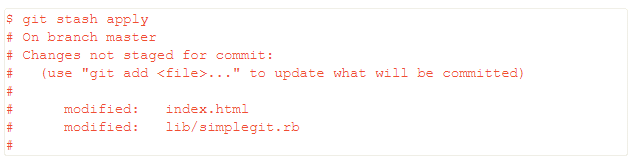 $ git stash apply
# On branch master
# Changes not staged for commit:
#   (use "git add <file>..." to update what will be committed)
#
#      modified:   index.html
#      modified:   lib/simplegit.rb
#